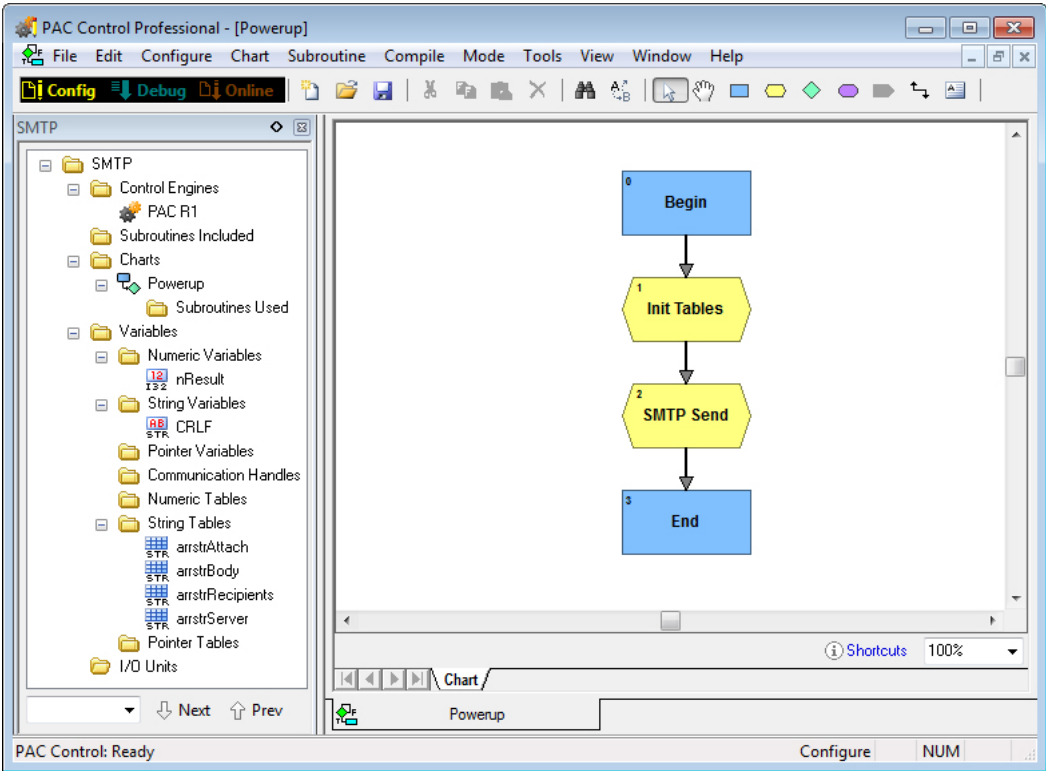 PAC Control Professional - [Powerup]
File Edit Configure Chart Subroutine Compile Mode Tools View Window Help
Config Debug Online
SMTP
SMTP
Control Engines
PAC R1
Subroutines Included
Charts
Powerup
Subroutines Used
Variables
Numeric Variables
nResult
String Variables
CRLF
Pointer Variables
Communication Handles
Numeric Tables
String Tables
arrstrAttach
arrstrBody
arrstrRecipients
arrstrServer
Pointer Tables
I/O Units
Next Prev
0
Begin
1
Init Tables
2
SMTP Send
3
End
Shortcuts 100%
Chart
Powerup
PAC Control: Ready Configure NUM